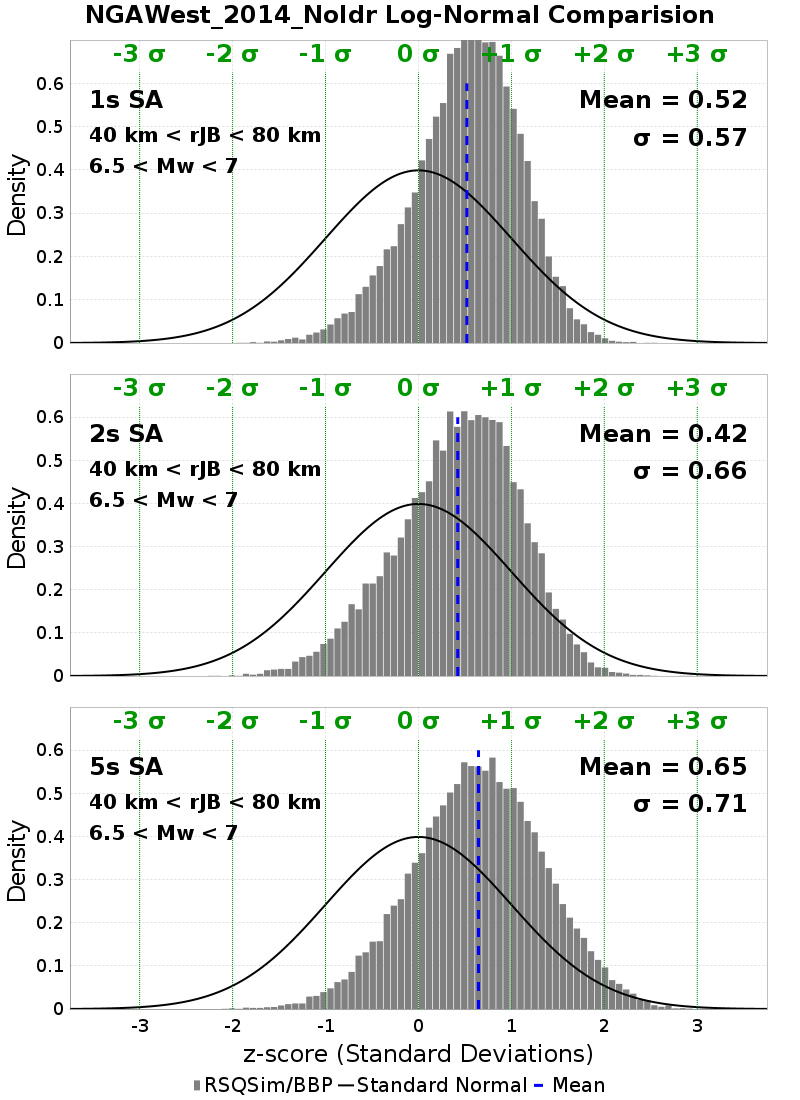 NGAWest_2014_NoIdr Log-Normal Comparision
-3 σ -2 σ -1 σ 0 σ +1 σ +2 σ +3 σ
1s SA
40 km < rJB < 80 km
6.5 < Mw < 7
Mean = 0.52
σ = 0.57
Density
0.6
0.5
0.4
0.3
0.2
0.1
0
-3 σ -2 σ -1 σ 0 σ +1 σ +2 σ +3 σ
2s SA
40 km < rJB < 80 km
6.5 < Mw < 7
Mean = 0.42
σ = 0.66
Density
0.6
0.5
0.4
0.3
0.2
0.1
0
-3 σ -2 σ -1 σ 0 σ +1 σ +2 σ +3 σ
5s SA
40 km < rJB < 80 km
6.5 < Mw < 7
Mean = 0.65
σ = 0.71
Density
0.6
0.5
0.4
0.3
0.2
0.1
0
-3 -2 -1 0 1 2 3
z-score (Standard Deviations)
RSQSim/BBP Standard Normal Mean